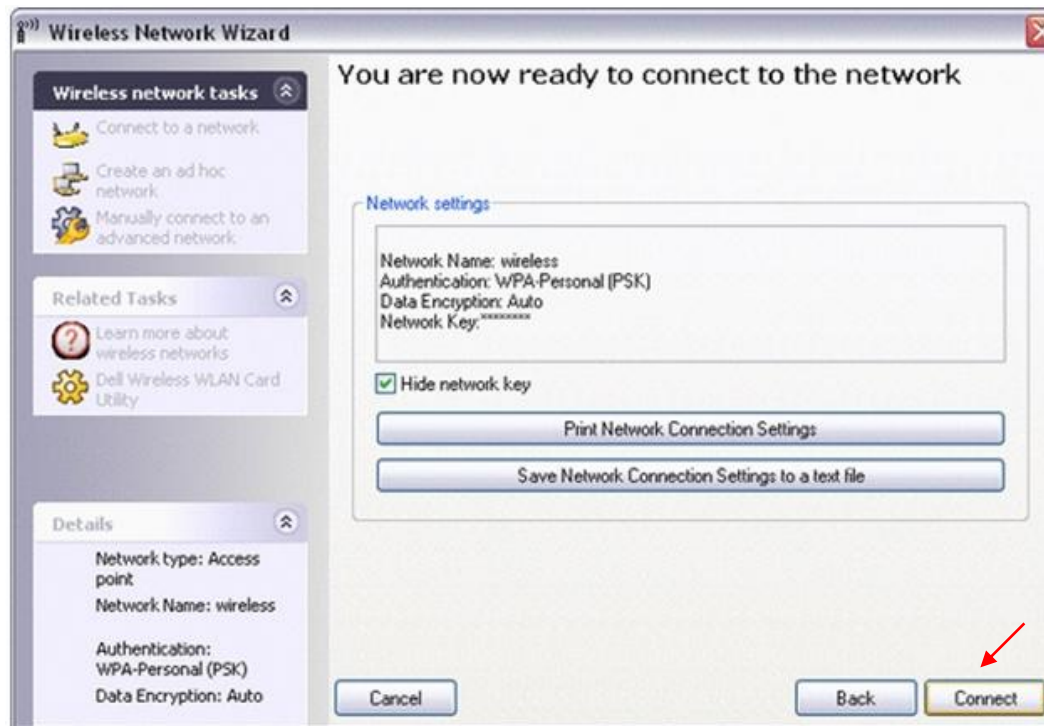 Wireless Network Wizard
Wireless network tasks
Connect to a network
Create an ad hoc
network
Manually connect to an
advanced network
Related Tasks
Learn more about
wireless networks
Dell Wireless WLAN Card
Utility
Details
Network type: Access
point
Network Name: wireless
Authentication:
WPA-Personal (PSK)
Data Encryption: Auto
You are now ready to connect to the network
Network settings
Network Name: wireless
Authentication: WPA-Personal (PSK)
Data Encryption: Auto
Network Key:********
Hide network key
Print Network Connection Settings
Save Network Connection Settings to a text file
Cancel
Back
Connect